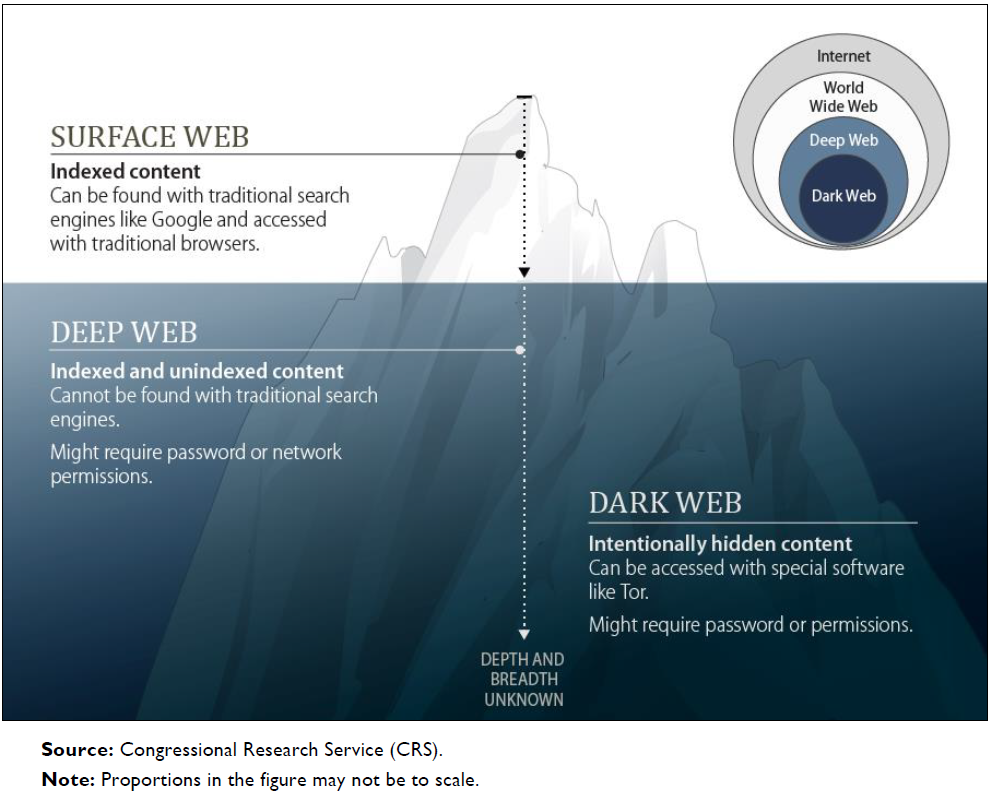 Internet
World
Wide Web
Deep Web
Dark Web
SURFACE WEB
Indexed content
Can be found with traditional search
engines like Google and accessed
with traditional browsers.
DEEP WEB
Indexed and unindexed content
Cannot be found with traditional search
engines.
Might require password or network
permissions.
DARK WEB
Intentionally hidden content
Can be accessed with special software
like Tor.
Might require password or permissions.
DEPTH AND
BREADTH
UNKNOWN
Source: Congressional Research Service (CRS).
Note: Proportions in the figure may not be to scale.